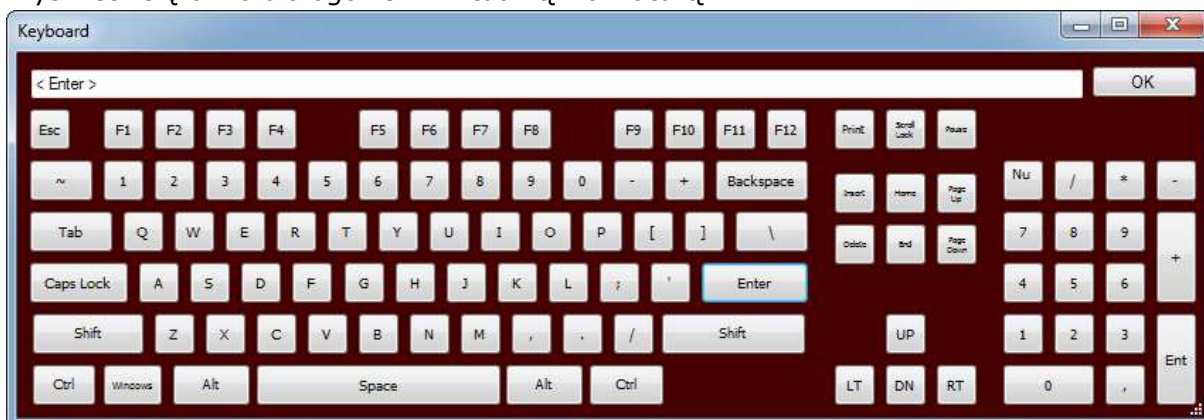 Keyboard
< Enter > OK
Esc F1 F2 F3 F4 F5 F6 F7 F8 F9 F10 F11 F12 Print Scroll Lock Pause
~ 1 2 3 4 5 6 7 8 9 0 - + Backspace Insert Home Page Up Nu / * -
Tab Q W E R T Y U I O P [ ] \ Delete End Page Down 7 8 9 +
Caps Lock A S D F G H J K L ; ' Enter 4 5 6
Shift Z X C V B N M , . / Shift UP 1 2 3 Ent
Ctrl Windows Alt Space Alt Ctrl LT DN RT 0 ,